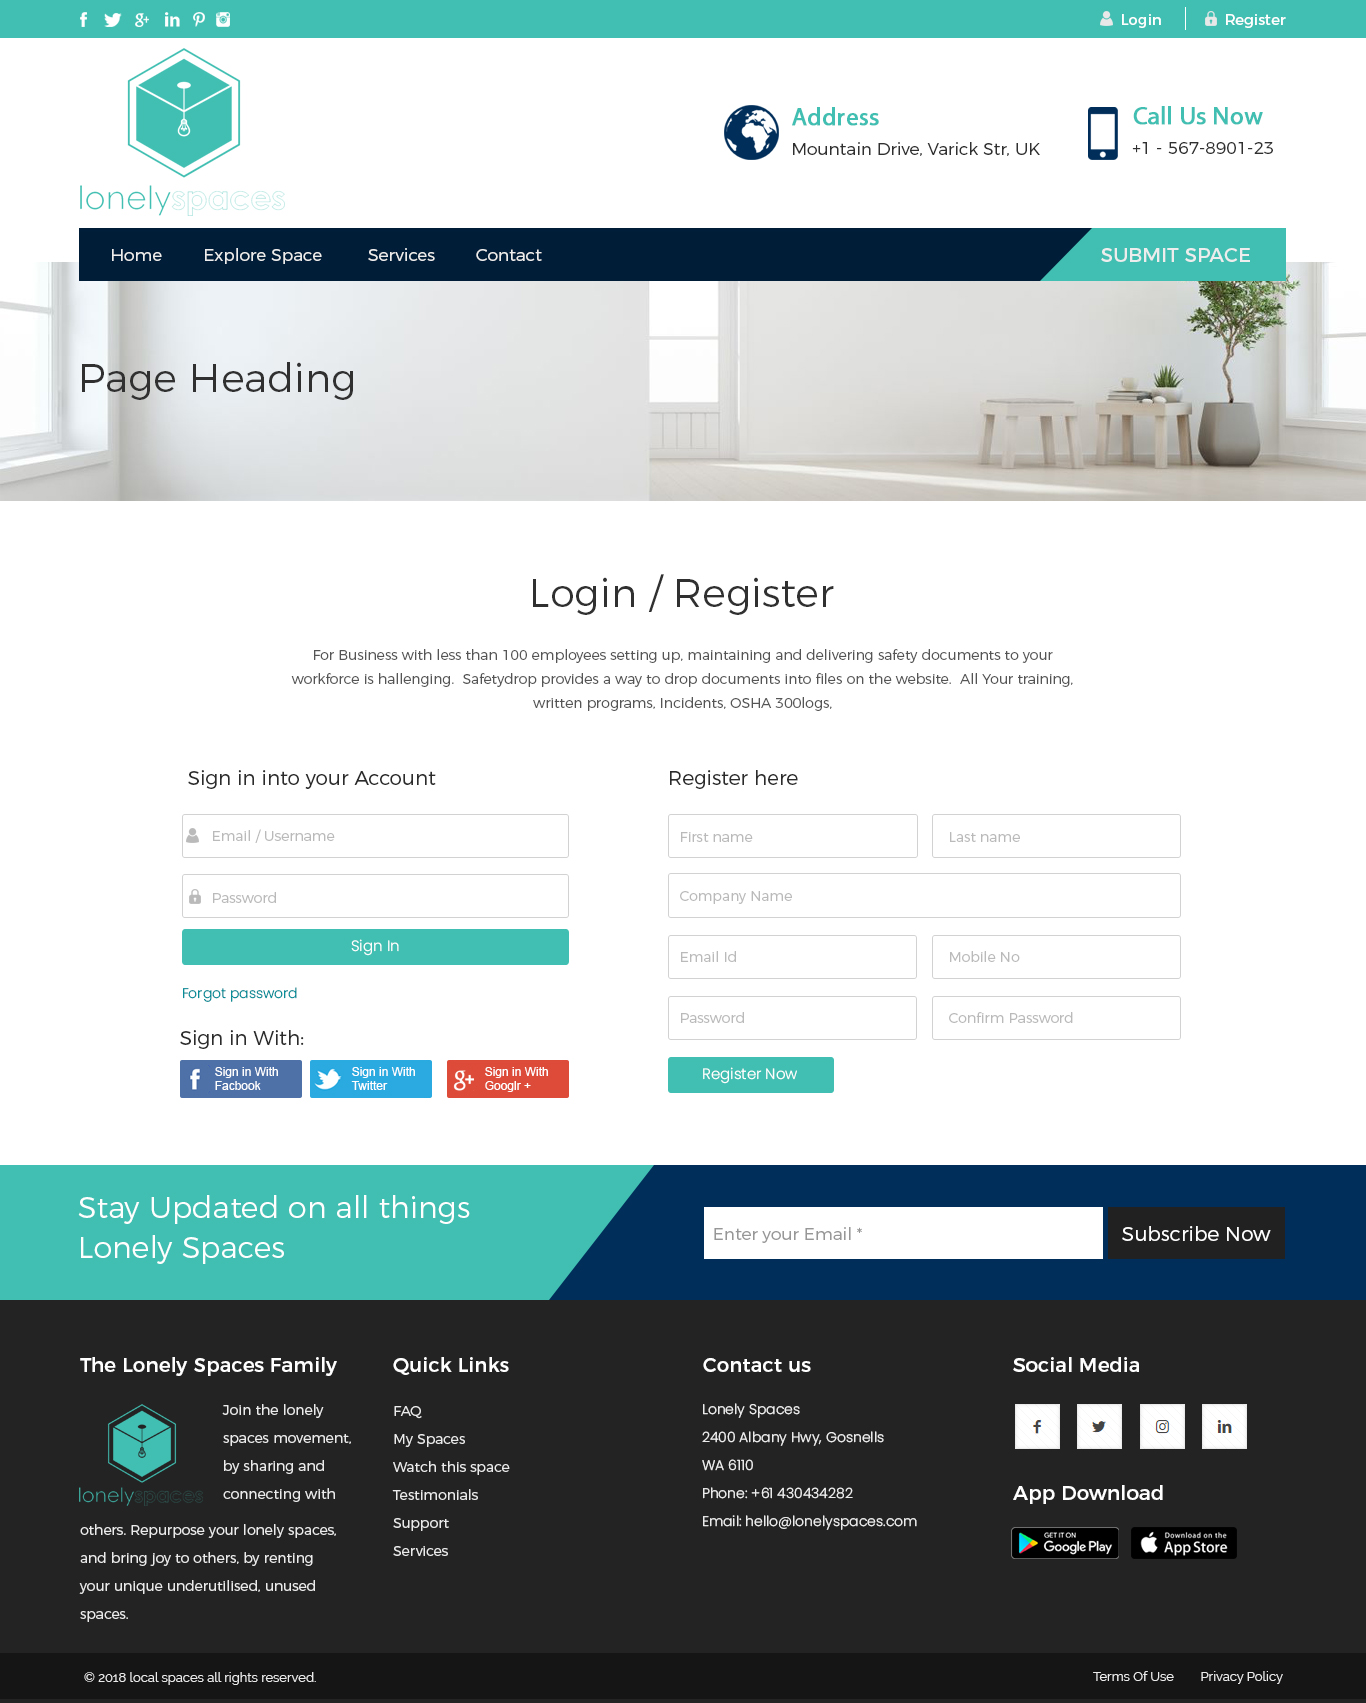 Login
Register
lonelyspaces
Address
Mountain Drive, Varick Str, UK
Call Us Now
+1 - 567-8901-23
Home
Explore Space
Services
Contact
SUBMIT SPACE
Page Heading
Login / Register
For Business with less than 100 employees setting up, maintaining and delivering safety documents to your
workforce is hallenging. Safetydrop provides a way to drop documents into files on the website. All Your training,
written programs, Incidents, OSHA 300logs,
Sign in into your Account
Email / Username
Password
Sign In
Forgot password
Sign in With:
Sign in With
Facbook
Sign in With
Twitter
Sign in With
Googlr +
Register here
First name
Last name
Company Name
Email Id
Mobile No
Password
Confirm Password
Register Now
Stay Updated on all things
Lonely Spaces
Enter your Email *
Subscribe Now
The Lonely Spaces Family
lonelyspaces
Join the lonely
spaces movement,
by sharing and
connecting with
others. Repurpose your lonely spaces,
and bring joy to others, by renting
your unique underutilised, unused
spaces.
Quick Links
FAQ
My Spaces
Watch this space
Testimonials
Support
Services
Contact us
Lonely Spaces
2400 Albany Hwy, Gosnells
WA 6110
Phone: +61 430434282
Email: hello@lonelyspaces.com
Social Media
App Download
GET IT ON
Google Play
Download on the
App Store
© 2018 local spaces all rights reserved.
Terms Of Use
Privacy Policy